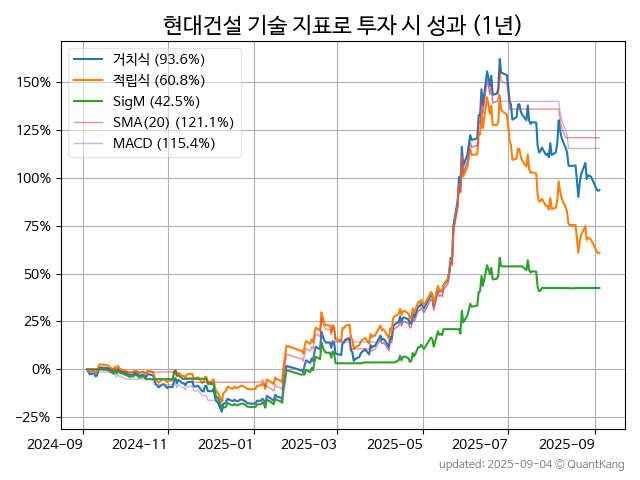 현대건설 기술 지표로 투자 시 성과 (1년)
거치식 (93.6%)
적립식 (60.8%)
SigM (42.5%)
SMA(20) (121.1%)
MACD (115.4%)
150%
125%
100%
75%
50%
25%
0%
−25%
2024-09 2024-11 2025-01 2025-03 2025-05 2025-07 2025-09
updated: 2025-09-04 © QuantKang